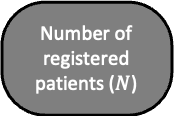 Number of
registered
patients (N)